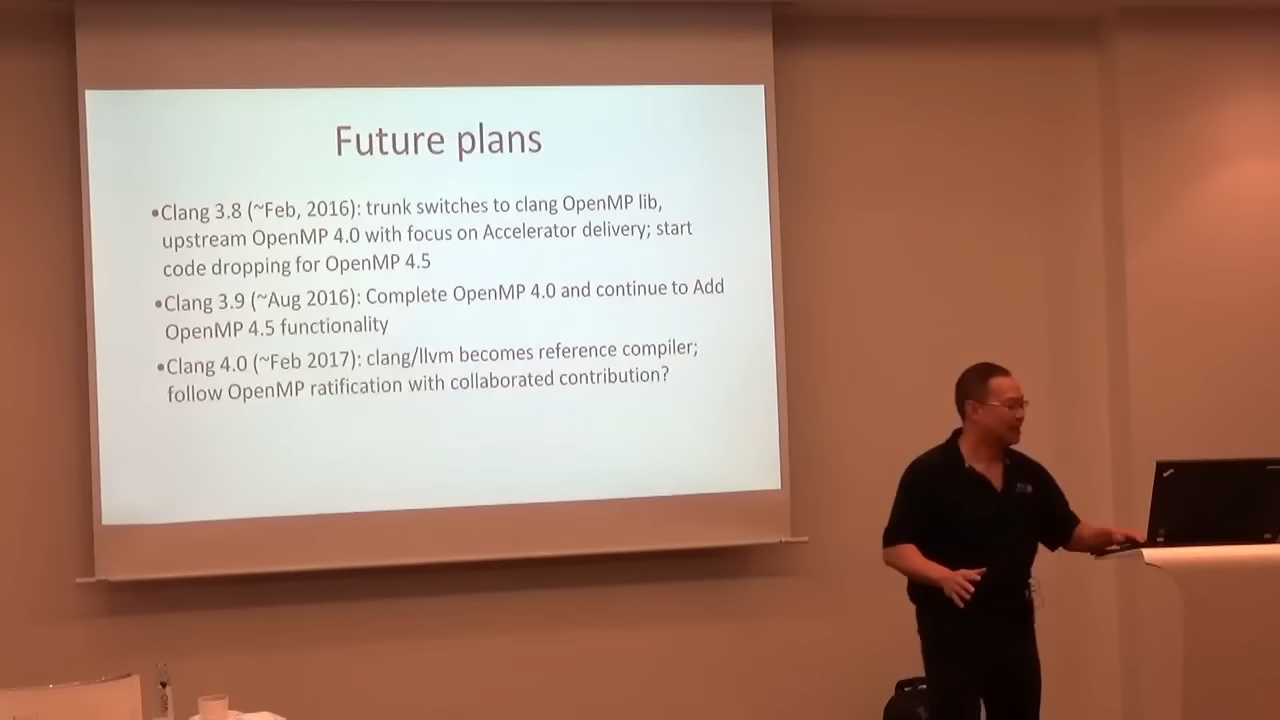 Future plans
•Clang 3.8 (~Feb, 2016): trunk switches to clang OpenMP lib,
upstream OpenMP 4.0 with focus on Accelerator delivery; start
code dropping for OpenMP 4.5
•Clang 3.9 (~Aug 2016): Complete OpenMP 4.0 and continue to Add
OpenMP 4.5 functionality
•Clang 4.0 (~Feb 2017): clang/llvm becomes reference compiler;
follow OpenMP ratification with collaborated contribution?